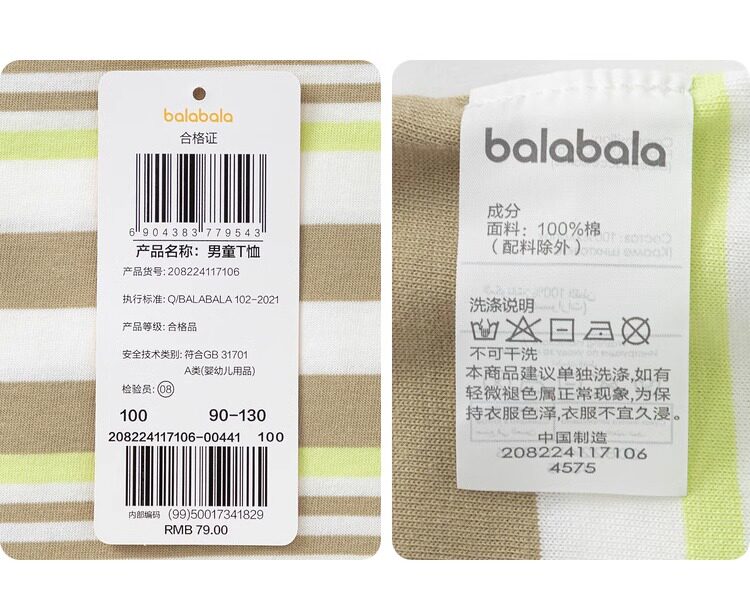 balabala
合格证
6 904383 779543
产品名称：男童T恤
产品货号: 208224117106
执行标准: Q/BALABALA 102-2021
产品等级: 合格品
安全技术类别: 符合GB 31701
A类(婴幼儿用品)
检验员: 08
100 90-130
208224117106-00441 100
内部编码 (99)50017341829
RMB 79.00
balabala
成分
面料：100%棉
（配料除外）
洗涤说明
不可干洗
本商品建议单独洗涤,如有
轻微褪色属正常现象,为保
持衣服色泽,衣服不宜久浸。
中国制造
208224117106
4575